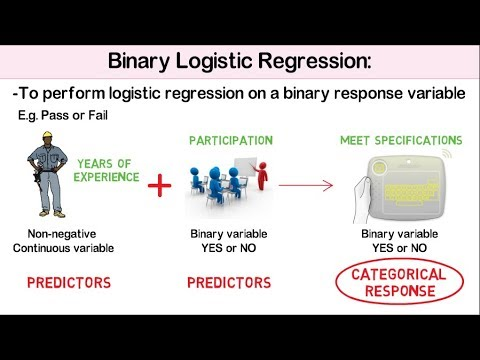 Binary Logistic Regression:
-To perform logistic regression on a binary response variable
E.g. Pass or Fail
YEARS OF
EXPERIENCE
+
PARTICIPATION
MEET SPECIFICATIONS
Non-negative
Continuous variable
Binary variable
YES or NO
Binary variable
YES or NO
PREDICTORS
PREDICTORS
CATEGORICAL
RESPONSE